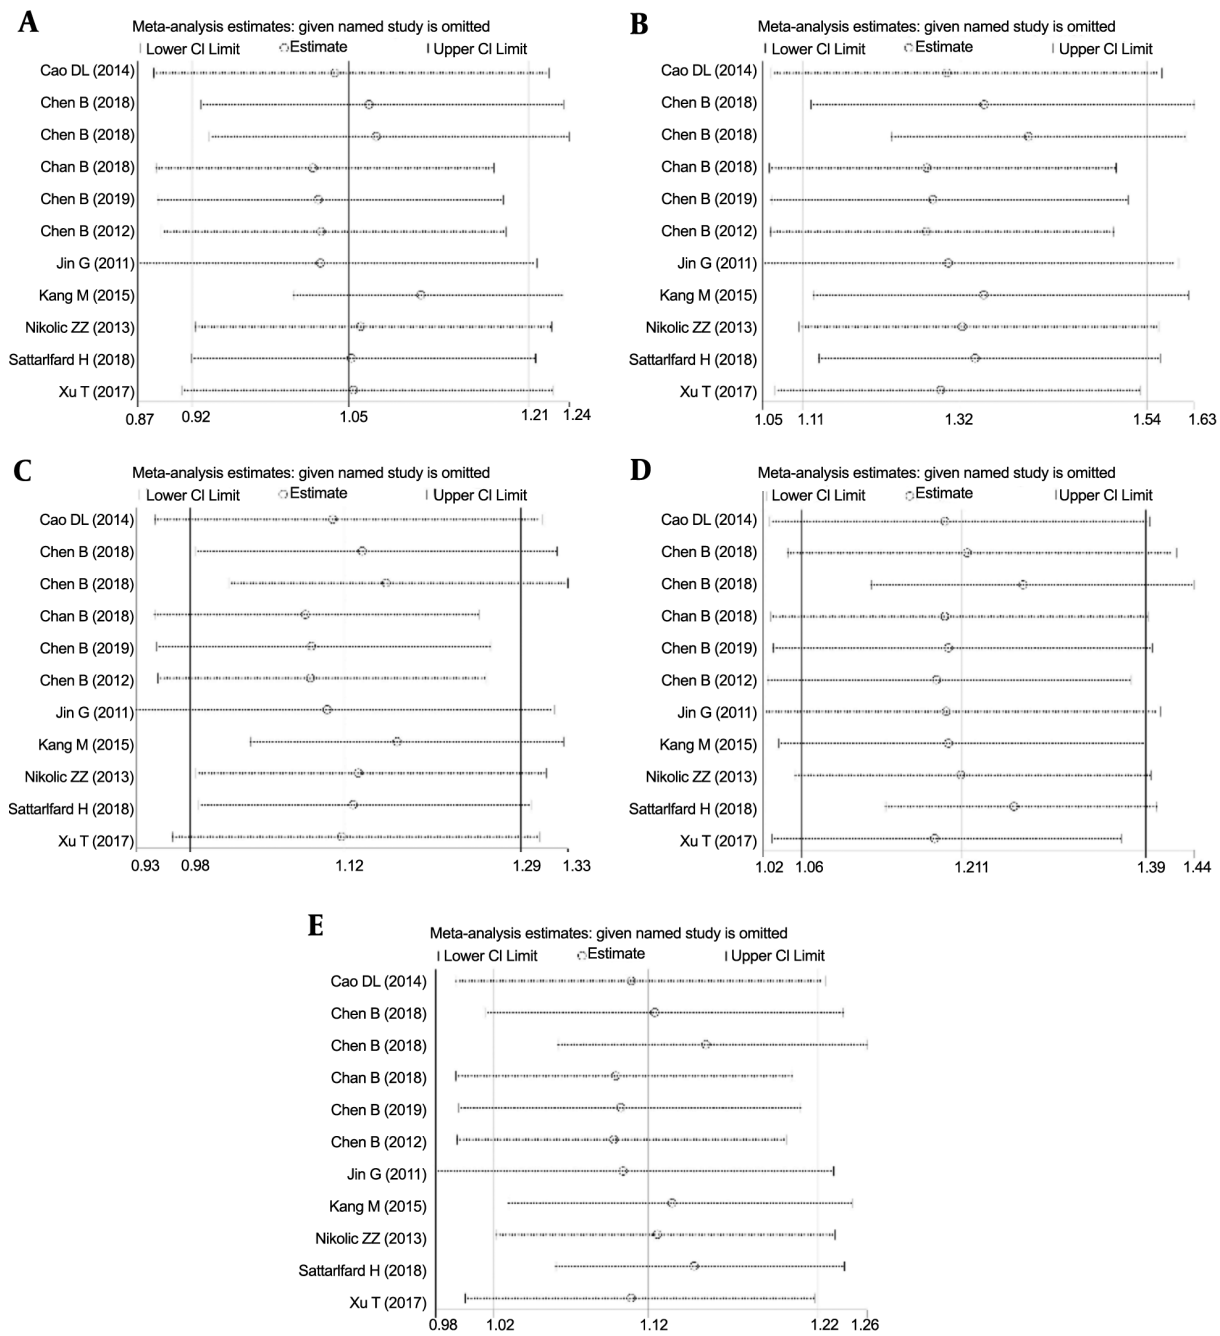 A
Meta-analysis estimates: given named study is omitted
Lower CI Limit Estimate Upper CI Limit
Cao DL (2014)
Chen B (2018)
Chen B (2018)
Chan B (2018)
Chen B (2019)
Chen B (2012)
Jin G (2011)
Kang M (2015)
Nikolic ZZ (2013)
Sattarlfard H (2018)
Xu T (2017)
0.87 0.92 1.05 1.21 1.24
B
Meta-analysis estimates: given named study is omitted
Lower CI Limit Estimate Upper CI Limit
Cao DL (2014)
Chen B (2018)
Chen B (2018)
Chan B (2018)
Chen B (2019)
Chen B (2012)
Jin G (2011)
Kang M (2015)
Nikolic ZZ (2013)
Sattarlfard H (2018)
Xu T (2017)
1.05 1.11 1.32 1.54 1.63
C
Meta-analysis estimates: given named study is omitted
Lower CI Limit Estimate Upper CI Limit
Cao DL (2014)
Chen B (2018)
Chen B (2018)
Chan B (2018)
Chen B (2019)
Chen B (2012)
Jin G (2011)
Kang M (2015)
Nikolic ZZ (2013)
Sattarlfard H (2018)
Xu T (2017)
0.93 0.98 1.12 1.29 1.33
D
Meta-analysis estimates: given named study is omitted
Lower CI Limit Estimate Upper CI Limit
Cao DL (2014)
Chen B (2018)
Chen B (2018)
Chan B (2018)
Chen B (2019)
Chen B (2012)
Jin G (2011)
Kang M (2015)
Nikolic ZZ (2013)
Sattarlfard H (2018)
Xu T (2017)
1.02 1.06 1.211 1.39 1.44
E
Meta-analysis estimates: given named study is omitted
Lower CI Limit Estimate Upper CI Limit
Cao DL (2014)
Chen B (2018)
Chen B (2018)
Chan B (2018)
Chen B (2019)
Chen B (2012)
Jin G (2011)
Kang M (2015)
Nikolic ZZ (2013)
Sattarlfard H (2018)
Xu T (2017)
0.98 1.02 1.12 1.22 1.26